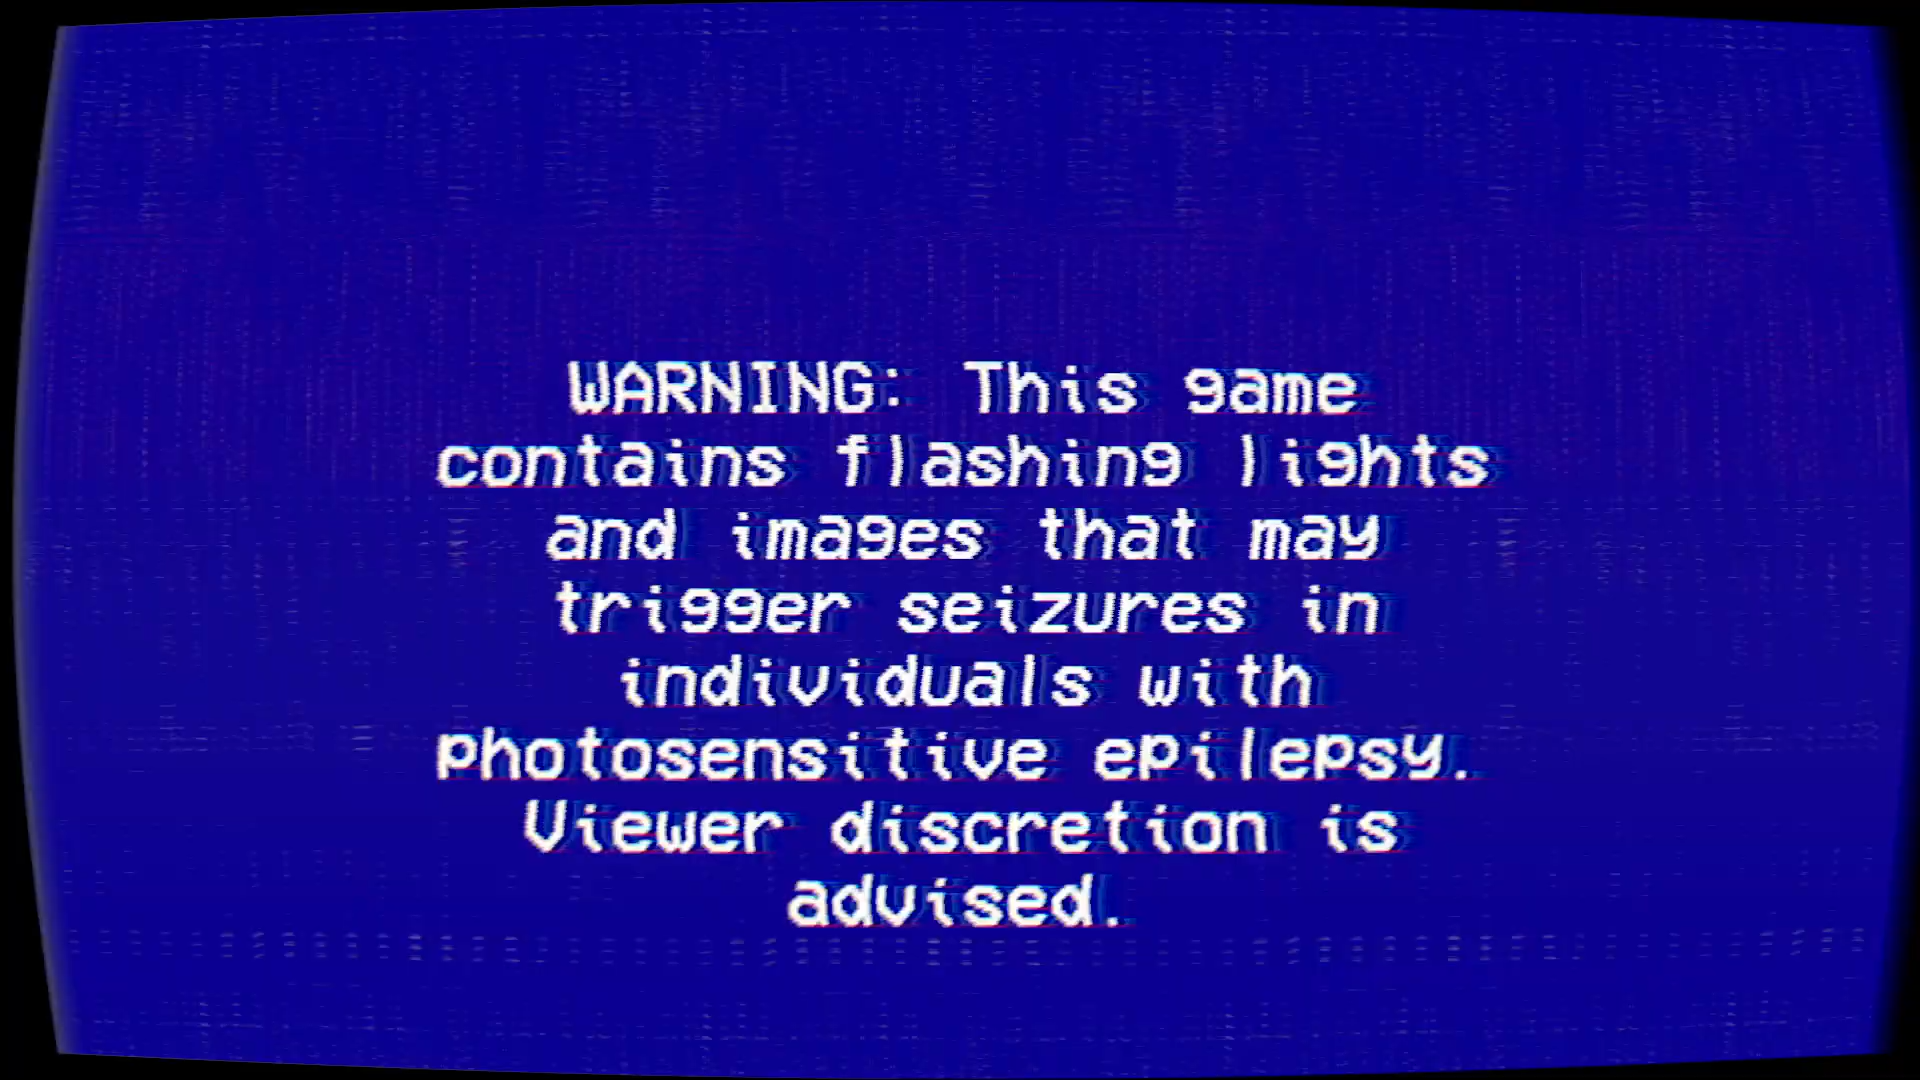 WARNING: This game
contains flashing lights
and images that may
trigger seizures in
individuals with
photosensitive epilepsy.
Viewer discretion is
advised.